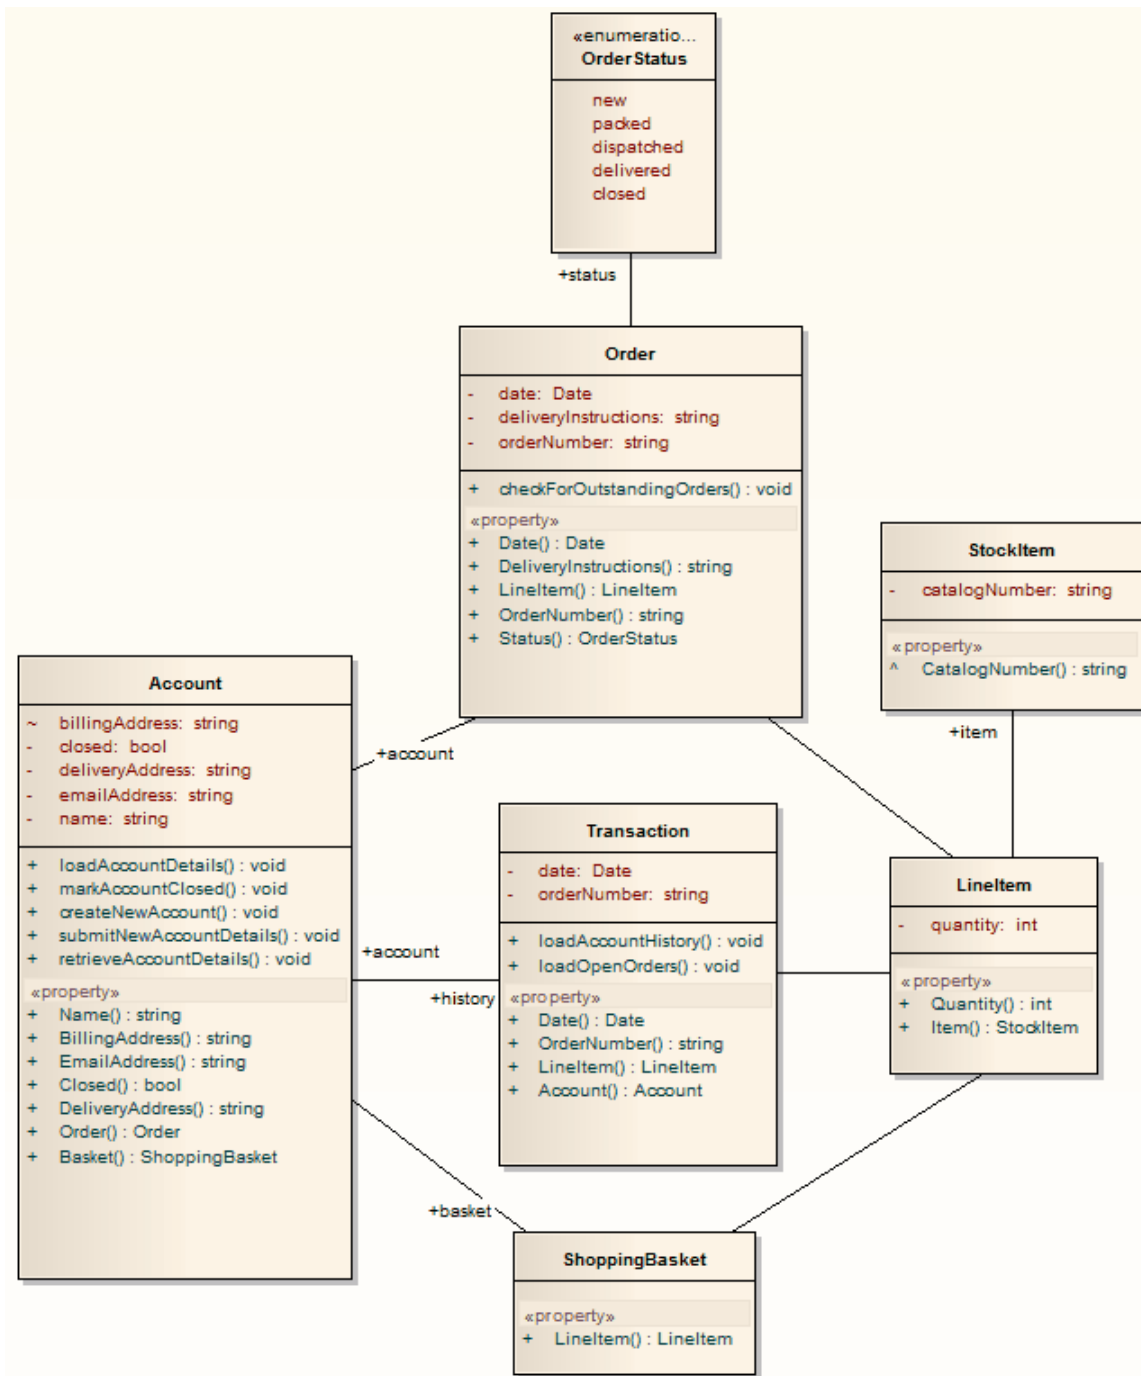 «enumeratio...
OrderStatus
new
packed
dispatched
delivered
closed
+status
Order
- date: Date
- deliveryInstructions: string
- orderNumber: string
+ checkForOutstandingOrders() : void
«property»
+ Date() : Date
+ DeliveryInstructions() : string
+ LineItem() : LineItem
+ OrderNumber() : string
+ Status() : OrderStatus
StockItem
- catalogNumber: string
«property»
^ CatalogNumber() : string
+item
Account
~ billingAddress: string
- closed: bool
- deliveryAddress: string
- emailAddress: string
- name: string
+ loadAccountDetails() : void
+ markAccountClosed() : void
+ createNewAccount() : void
+ submitNewAccountDetails() : void
+ retrieveAccountDetails() : void
«property»
+ Name() : string
+ BillingAddress() : string
+ EmailAddress() : string
+ Closed() : bool
+ DeliveryAddress() : string
+ Order() : Order
+ Basket() : ShoppingBasket
+account
+account
+history
+basket
Transaction
- date: Date
- orderNumber: string
+ loadAccountHistory() : void
+ loadOpenOrders() : void
«property»
+ Date() : Date
+ OrderNumber() : string
+ LineItem() : LineItem
+ Account() : Account
LineItem
- quantity: int
«property»
+ Quantity() : int
+ Item() : StockItem
ShoppingBasket
«property»
+ LineItem() : LineItem